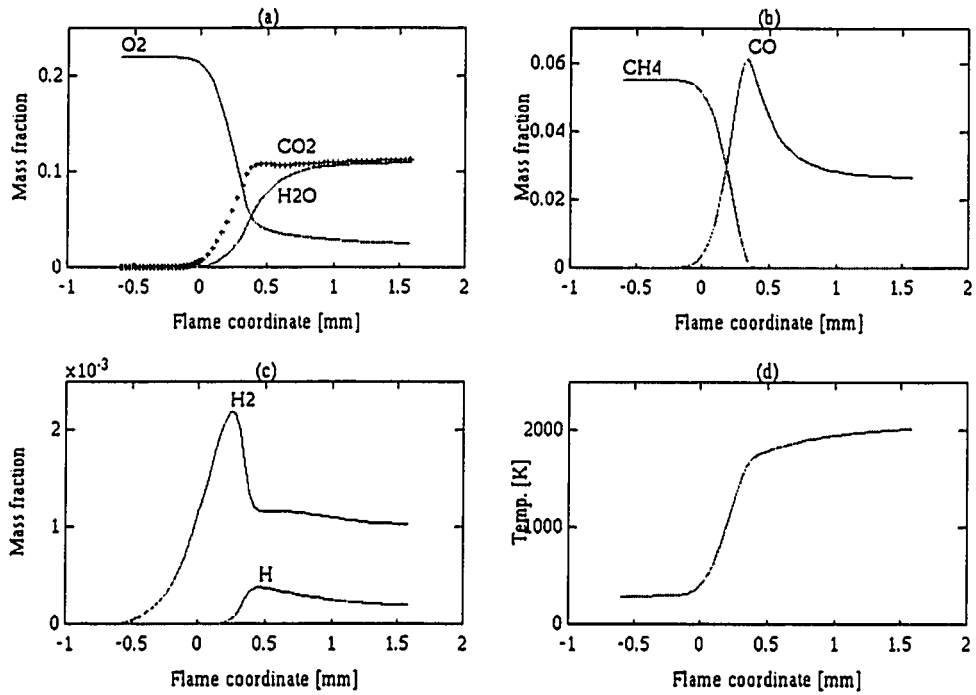 (a)
O2
0.2
CO2
0.1
H2O
0
-1 -0.5 0 0.5 1 1.5 2
Mass fraction
Flame coordinate [mm]
(b)
CO
CH4
0.06
0.04
0.02
0
-1 -0.5 0 0.5 1 1.5 2
Mass fraction
Flame coordinate [mm]
×10-3
(c)
H2
2
1
H
0
-1 -0.5 0 0.5 1 1.5 2
Mass fraction
Flame coordinate [mm]
(d)
2000
1000
0
-1 -0.5 0 0.5 1 1.5 2
Temp. [K]
Flame coordinate [mm]